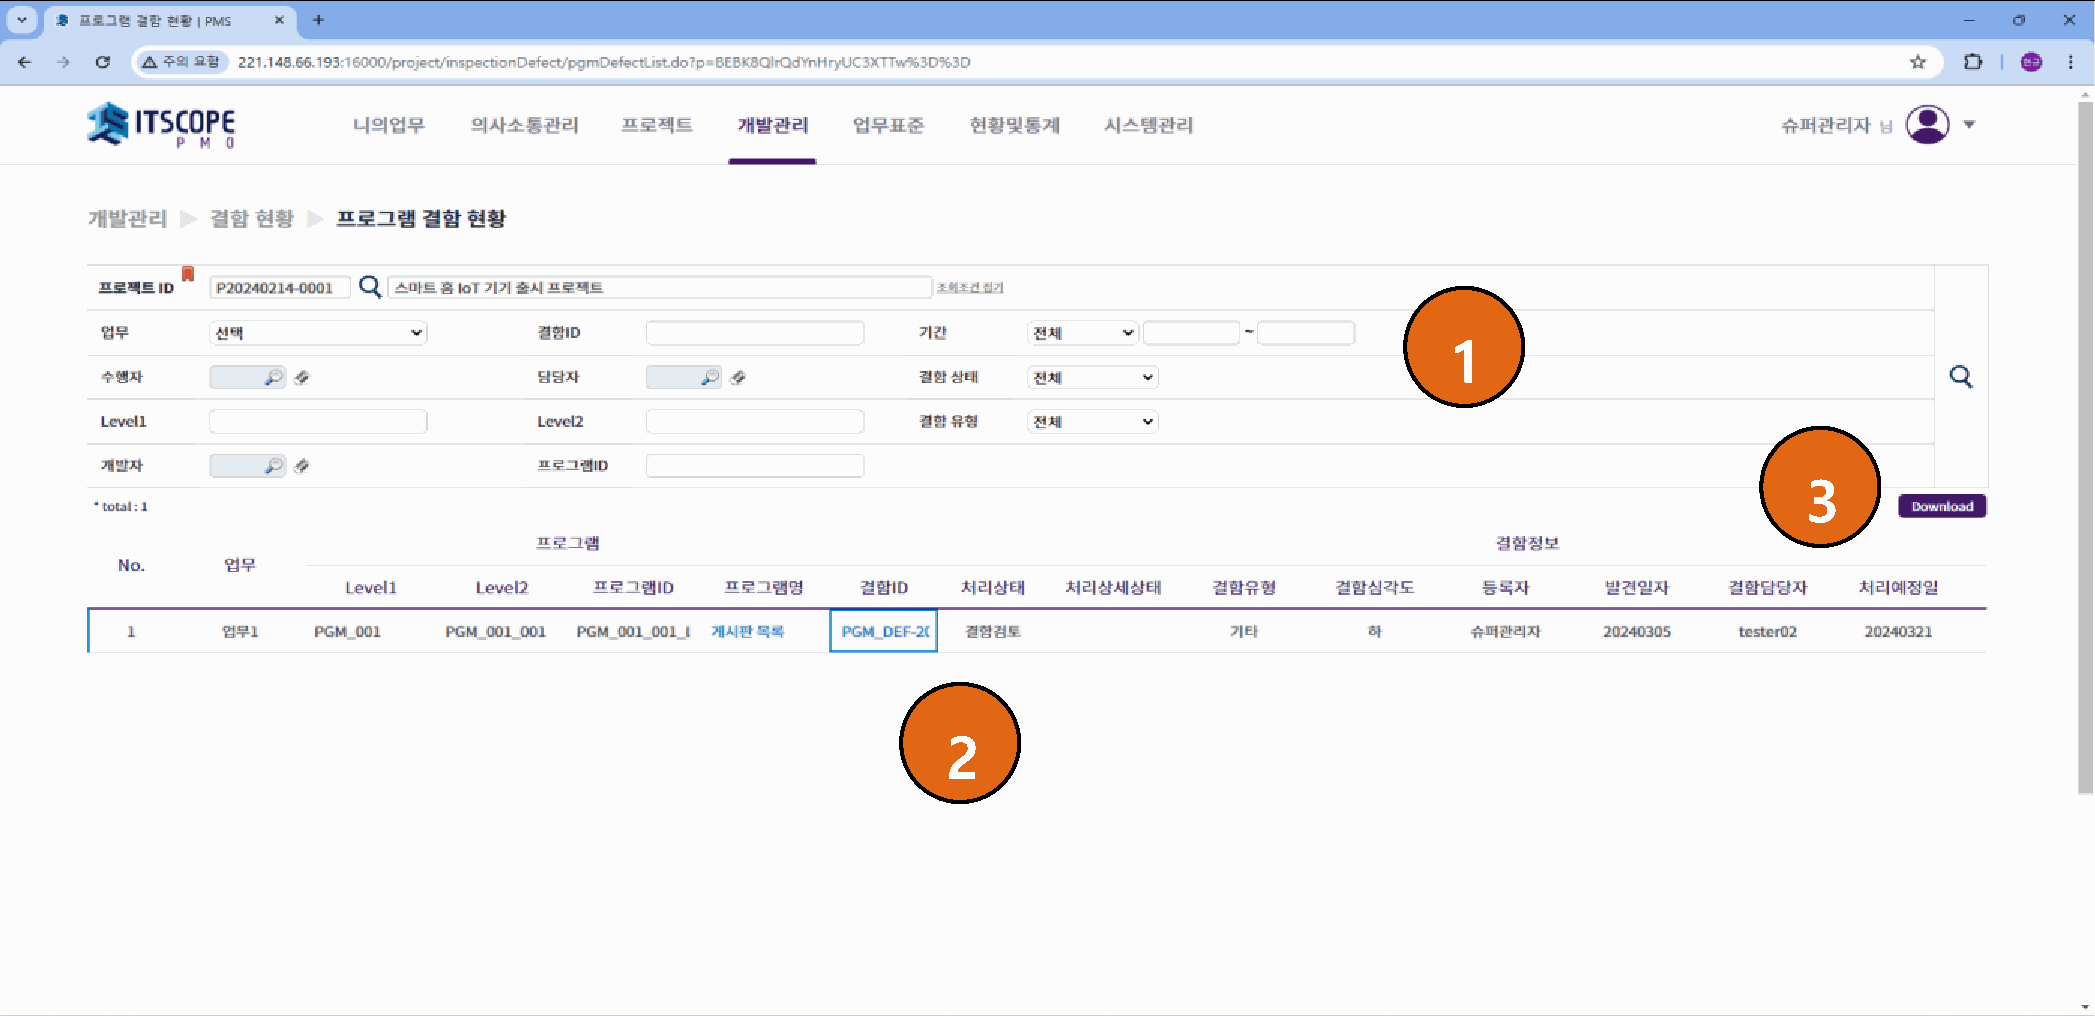 프로그램 결함 현황 | PMS
주의 요함 221.148.66.193:16000/project/inspectionDefect/pgmDefectList.do?p=BEBK8QlrQdYnHryUC3XTTw%3D%3D
현규
ITSCOPE
PMO
니의업무 의사소통관리 프로젝트 개발관리 업무표준 현황및통계 시스템관리 슈퍼관리자 님
개발관리 결함 현황 프로그램 결함 현황
프로젝트 ID P20240214-0001 스마트 홈 IoT 기기 출시 프로젝트 조회조건 접기
업무 선택 결함ID 기간 전체 ~
1
수행자 담당자 결함 상태 전체
Level1 Level2 결함 유형 전체
개발자 프로그램ID
3
* total : 1 Download
No. 업무 프로그램 결함정보
Level1 Level2 프로그램ID 프로그램명 결함ID 처리상태 처리상세상태 결함유형 결함심각도 등록자 발견일자 결함담당자 처리예정일
1 업무1 PGM_001 PGM_001_001 PGM_001_001_ 게시판 목록 PGM_DEF-20 결함검토 기타 하 슈퍼관리자 20240305 tester02 20240321
2